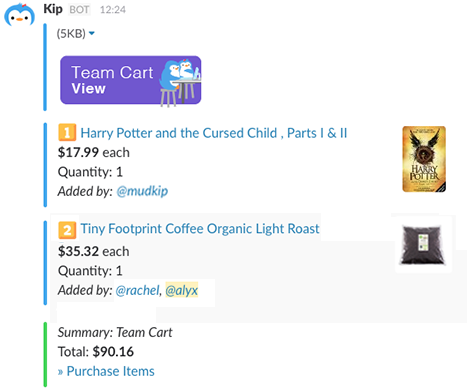 Kip BOT 12:24
(5KB)
Team Cart
View
1 Harry Potter and the Cursed Child , Parts I & II
$17.99 each
Quantity: 1
Added by: @mudkip
HARRY
POTTER
2 Tiny Footprint Coffee Organic Light Roast
$35.32 each
Quantity: 1
Added by: @rachel, @alyx
Summary: Team Cart
Total: $90.16
» Purchase Items